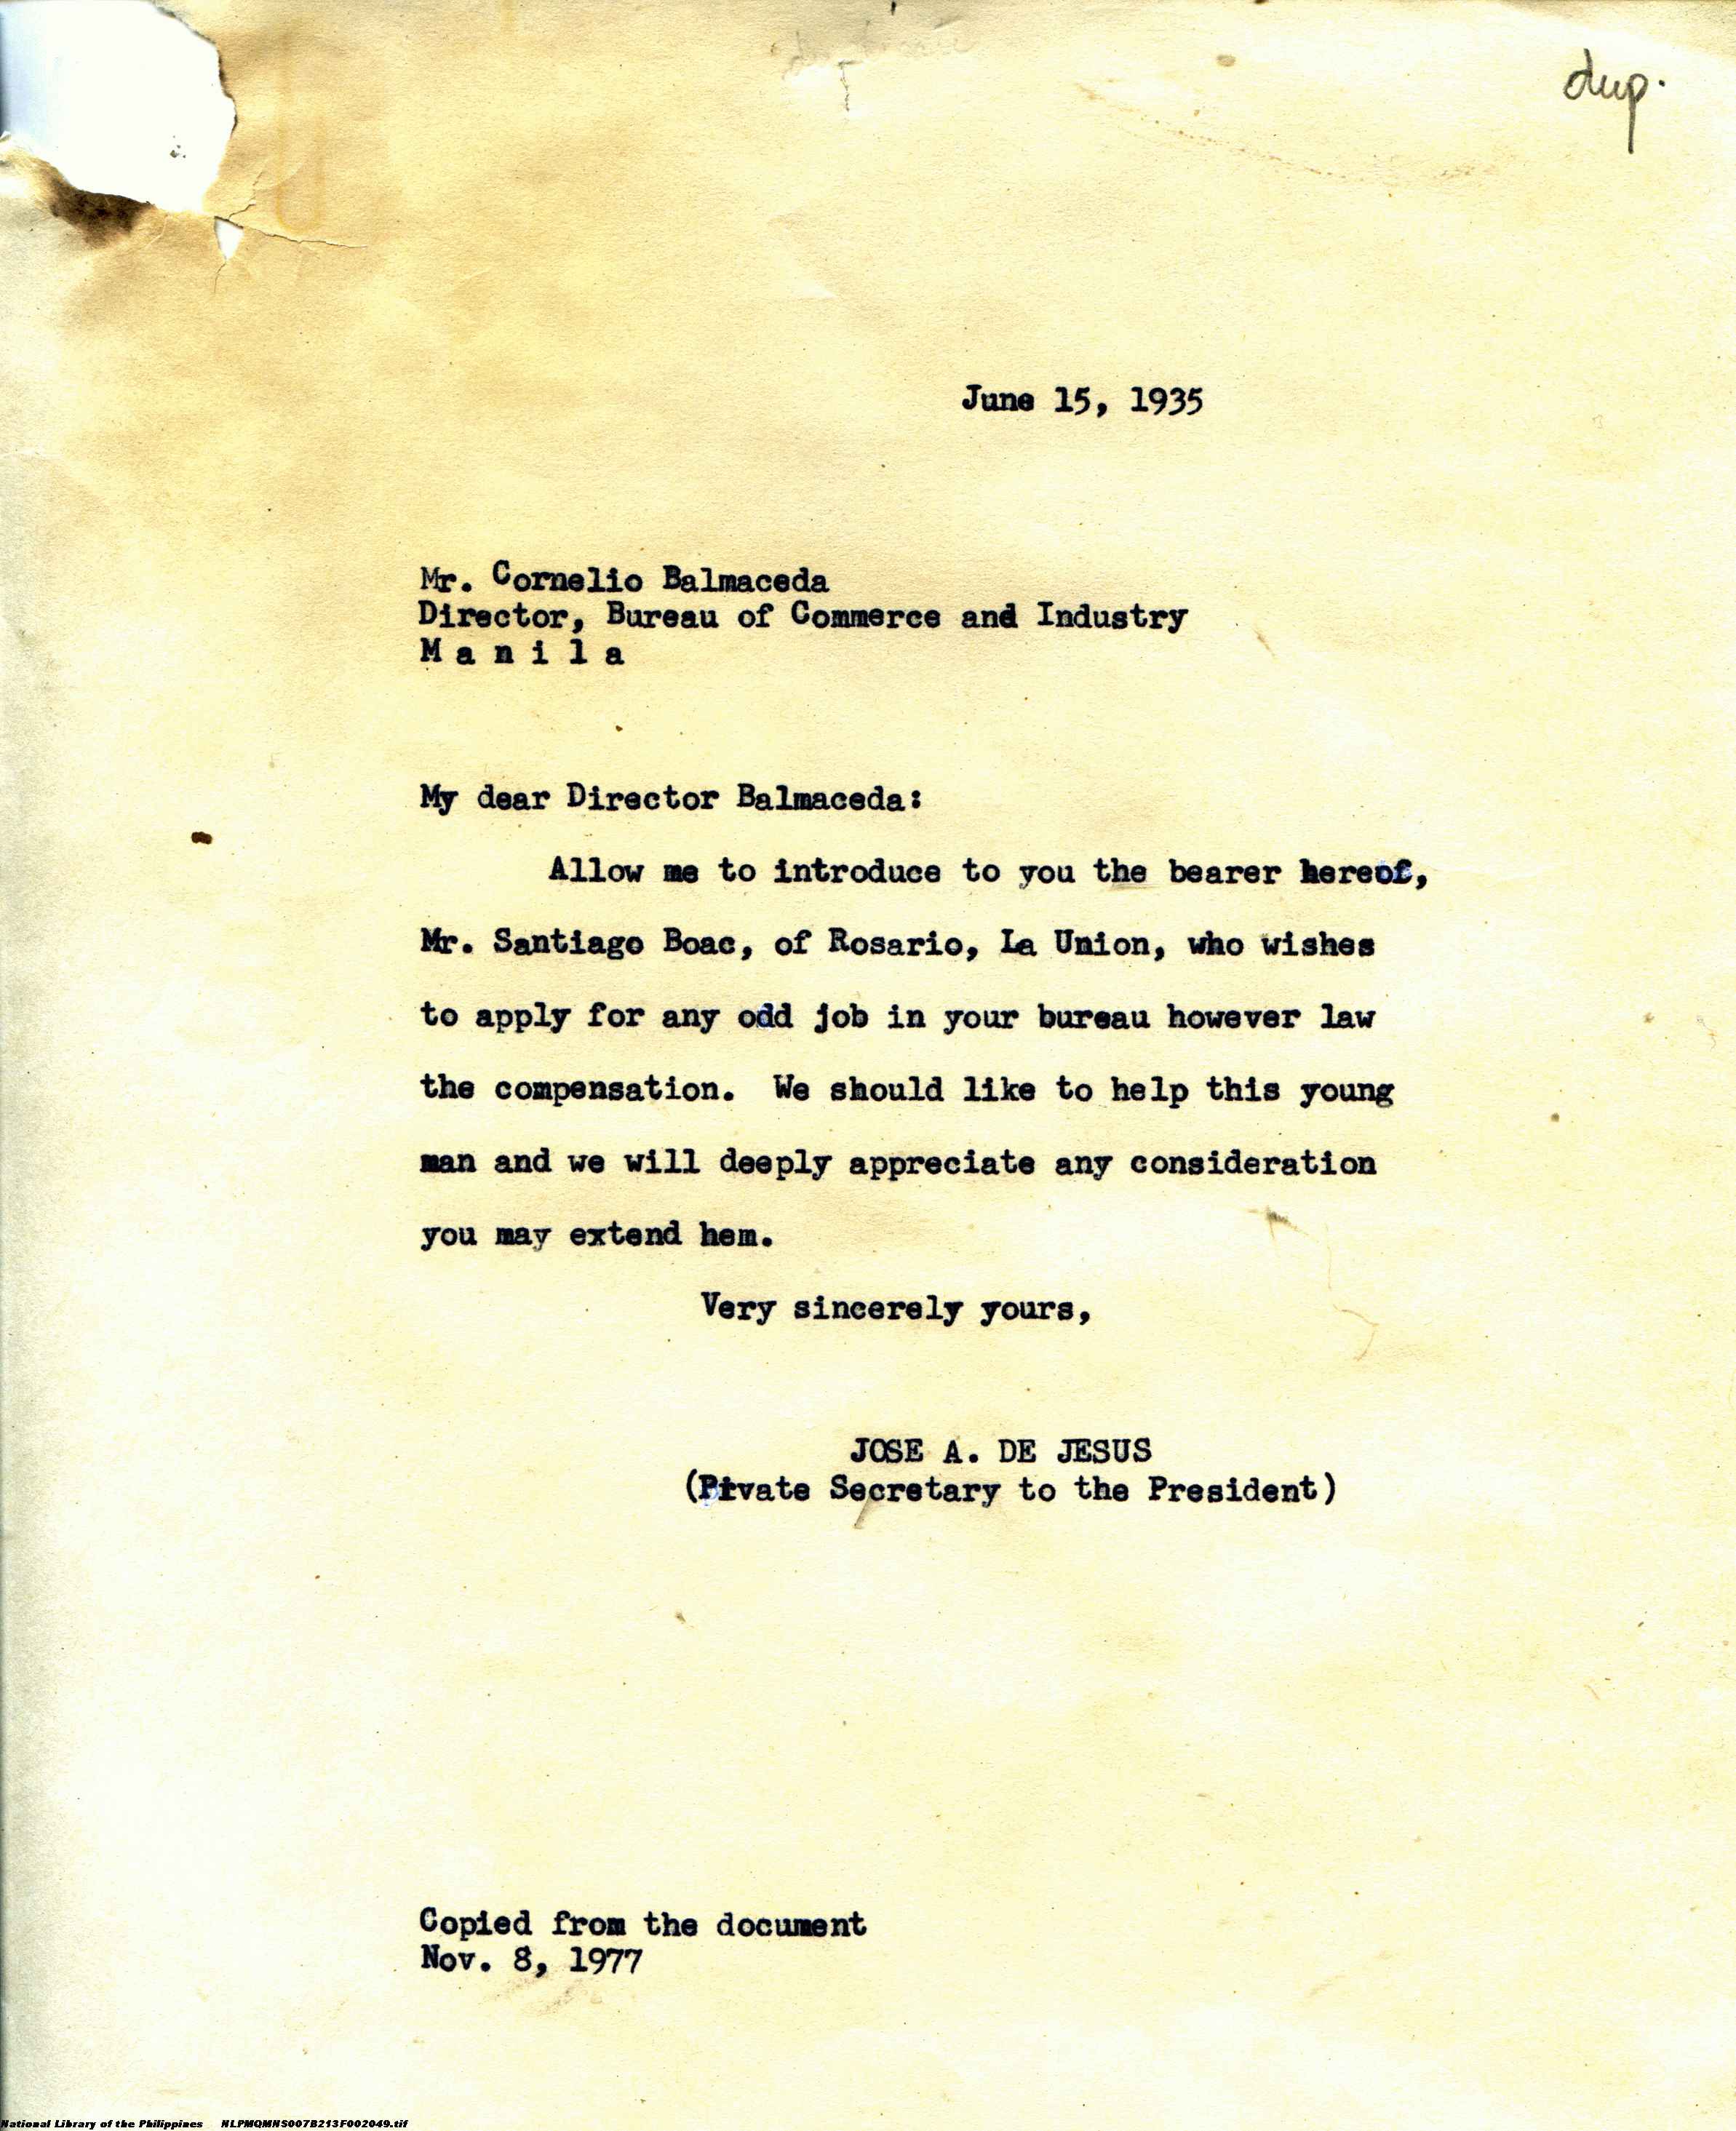 dup.
June 15, 1935
Mr. Cornelio Balmaceda
Director, Bureau of Commerce and Industry
M a n i l a
My dear Director Balmaceda:
Allow me to introduce to you the bearer hereof,
Mr. Santiago Boac, of Rosario, La Union, who wishes
to apply for any odd job in your bureau however law
the compensation. We should like to help this young
man and we will deeply appreciate any consideration
you may extend hem.
Very sincerely yours,
JOSE A. DE JESUS
(Pivate Secretary to the President)
Copied from the document
Nov. 8, 1977
National Library of the Philippines NLPMQMNS007B213F002049.tif